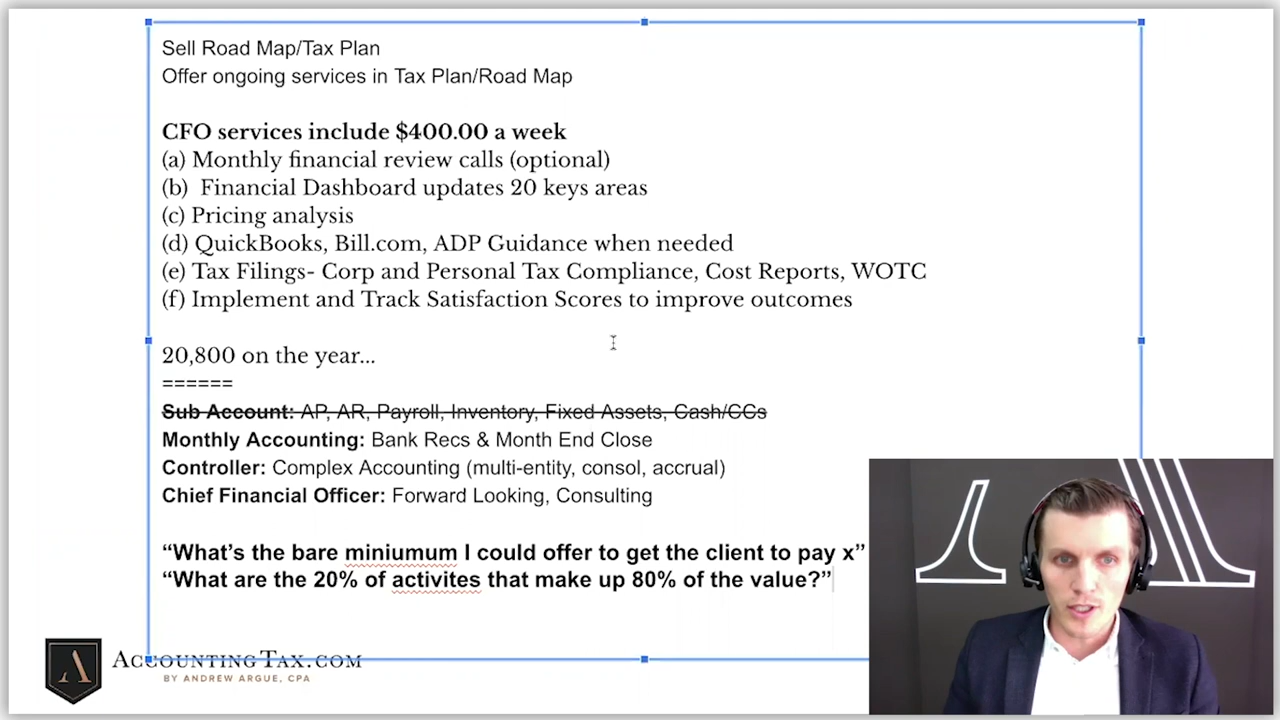 Sell Road Map/Tax Plan
Offer ongoing services in Tax Plan/Road Map
CFO services include $400.00 a week
(a) Monthly financial review calls (optional)
(b) Financial Dashboard updates 20 keys areas
(c) Pricing analysis
(d) QuickBooks, Bill.com, ADP Guidance when needed
(e) Tax Filings- Corp and Personal Tax Compliance, Cost Reports, WOTC
(f) Implement and Track Satisfaction Scores to improve outcomes
20,800 on the year...
======
Sub Account: AP, AR, Payroll, Inventory, Fixed Assets, Cash/CCs
Monthly Accounting: Bank Recs & Month End Close
Controller: Complex Accounting (multi-entity, consol, accrual)
Chief Financial Officer: Forward Looking, Consulting
“What’s the bare miniumum I could offer to get the client to pay x”
“What are the 20% of activites that make up 80% of the value?”
ACCOUNTINGTAX.COM
BY ANDREW ARGUE, CPA